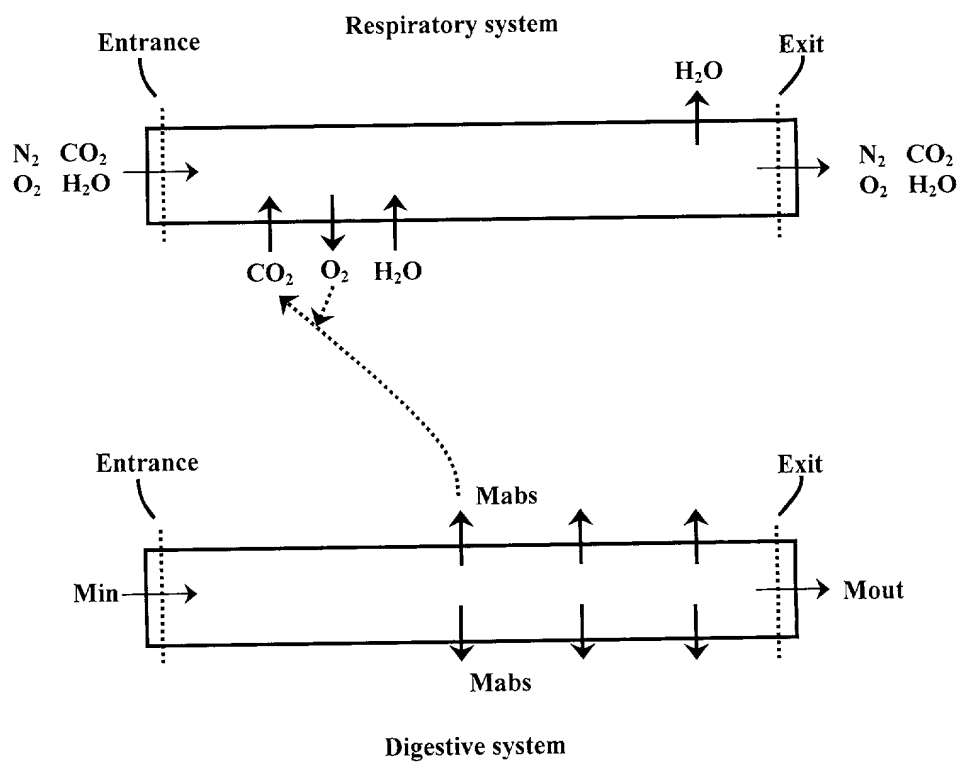 Respiratory system
Entrance
Exit
H₂O
N₂ CO₂
O₂ H₂O
N₂ CO₂
O₂ H₂O
CO₂ O₂ H₂O
Entrance
Exit
Mabs
Min
Mout
Mabs
Digestive system